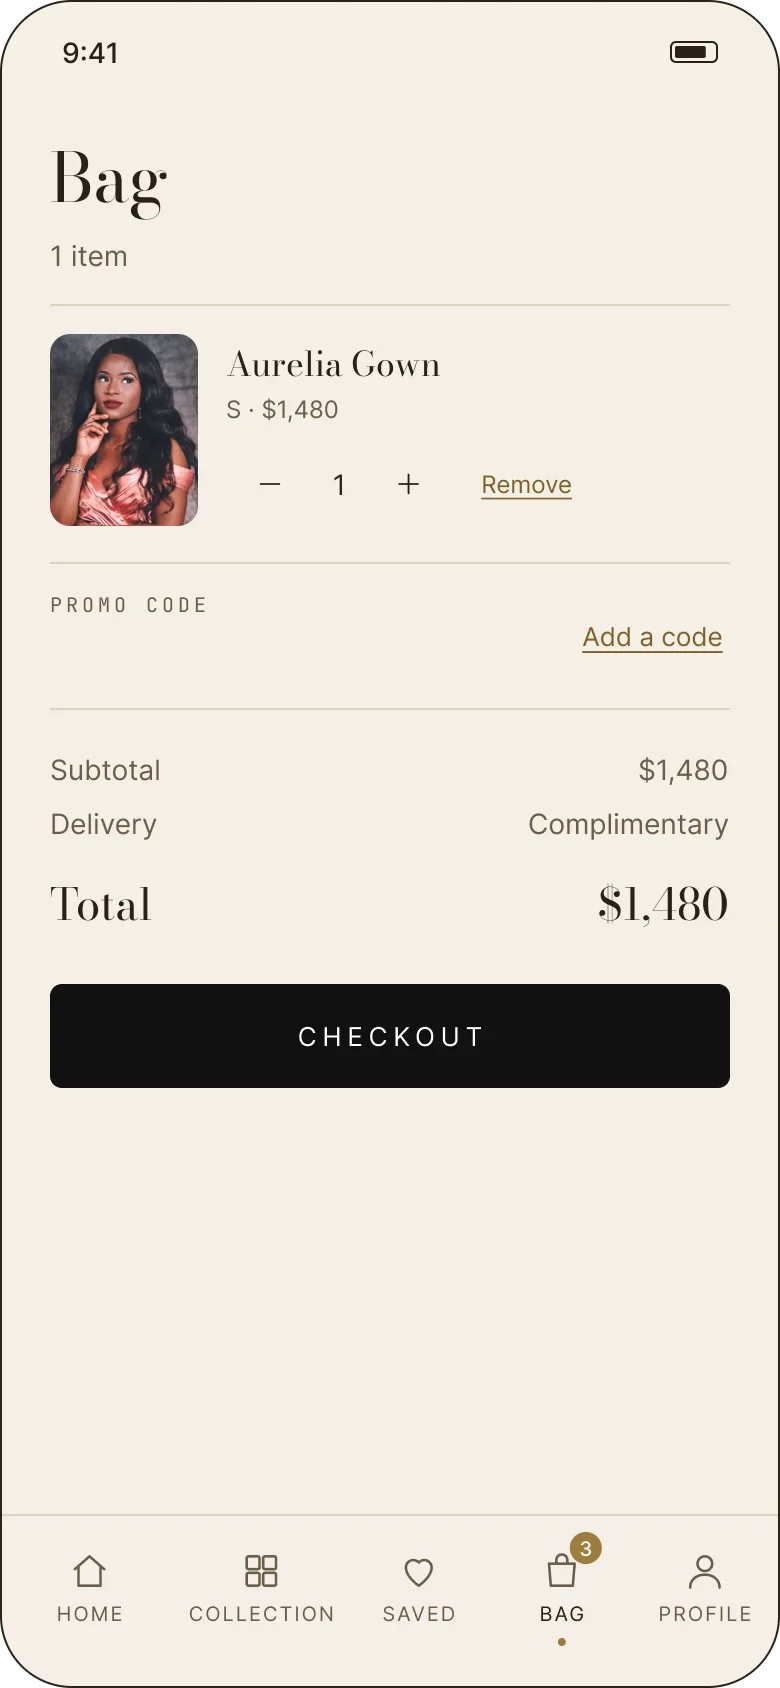 9:41
Bag
1 item
Aurelia Gown
S · $1,480
— 1 + Remove
PROMO CODE
Add a code
Subtotal $1,480
Delivery Complimentary
Total $1,480
CHECKOUT
3
HOME COLLECTION SAVED BAG PROFILE